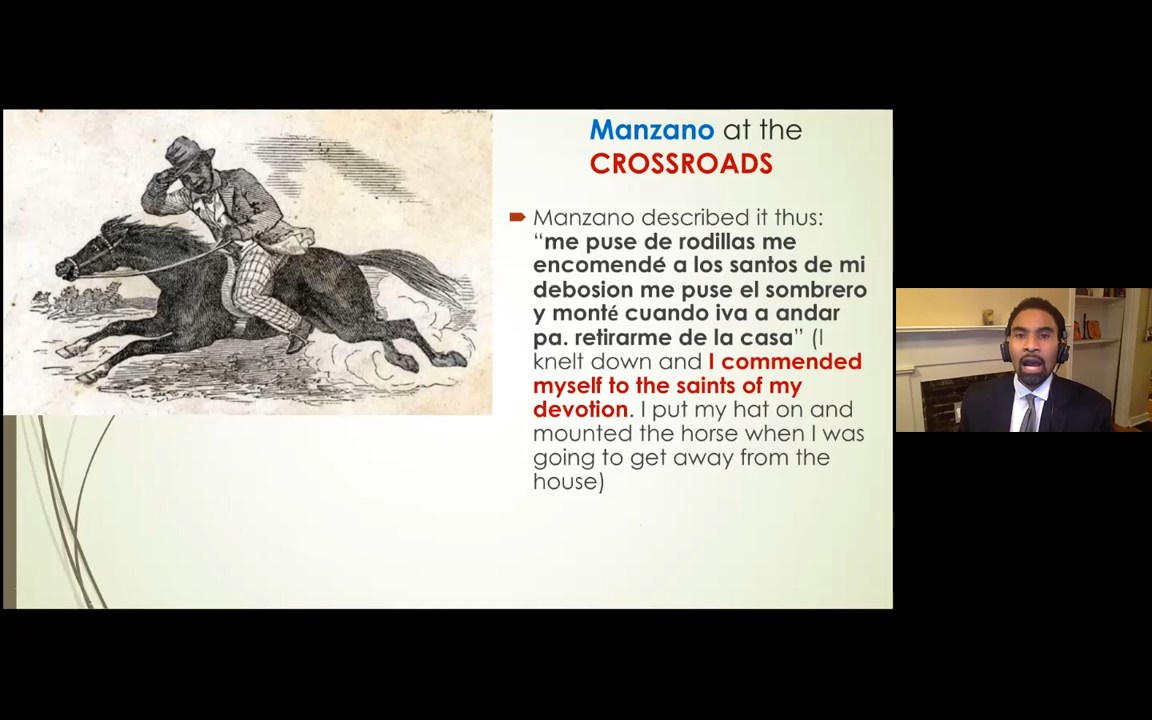 Manzano at the
CROSSROADS
Manzano described it thus:
“me puse de rodillas me
encomendé a los santos de mi
debosion me puse el sombrero
y monté cuando iva a andar
pa. retirarme de la casa” (I
knelt down and I commended
myself to the saints of my
devotion. I put my hat on and
mounted the horse when I was
going to get away from the
house)